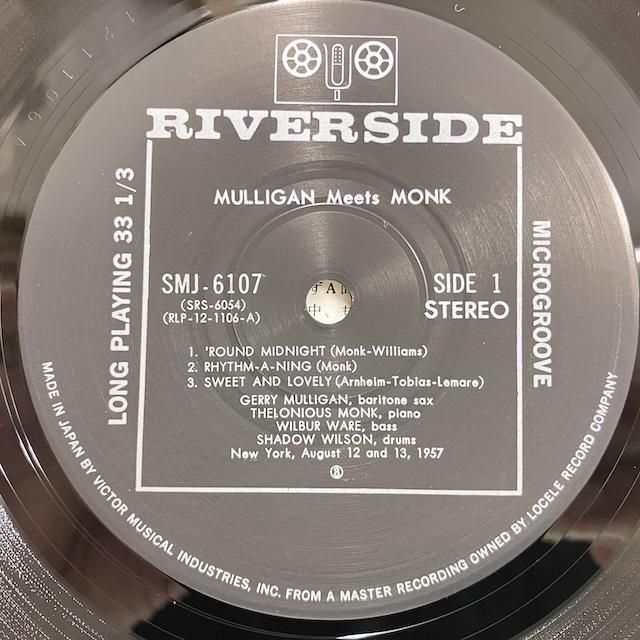 RIVERSIDE
MULLIGAN Meets MONK
LONG PLAYING 33 1/3
MICROGROOVE
SMJ-6107
(SRS-6054)
(RLP-12-1106-A)
SIDE 1
STEREO
1. 'ROUND MIDNIGHT (Monk-Williams)
2. RHYTHM-A-NING (Monk)
3. SWEET AND LOVELY (Arnheim-Tobias-Lemare)
GERRY MULLIGAN, baritone sax
THELONIOUS MONK, piano
WILBUR WARE, bass
SHADOW WILSON, drums
New York, August 12 and 13, 1957
MADE IN JAPAN BY VICTOR MUSICAL INDUSTRIES, INC. FROM A MASTER RECORDING OWNED BY LOCELE RECORD COMPANY